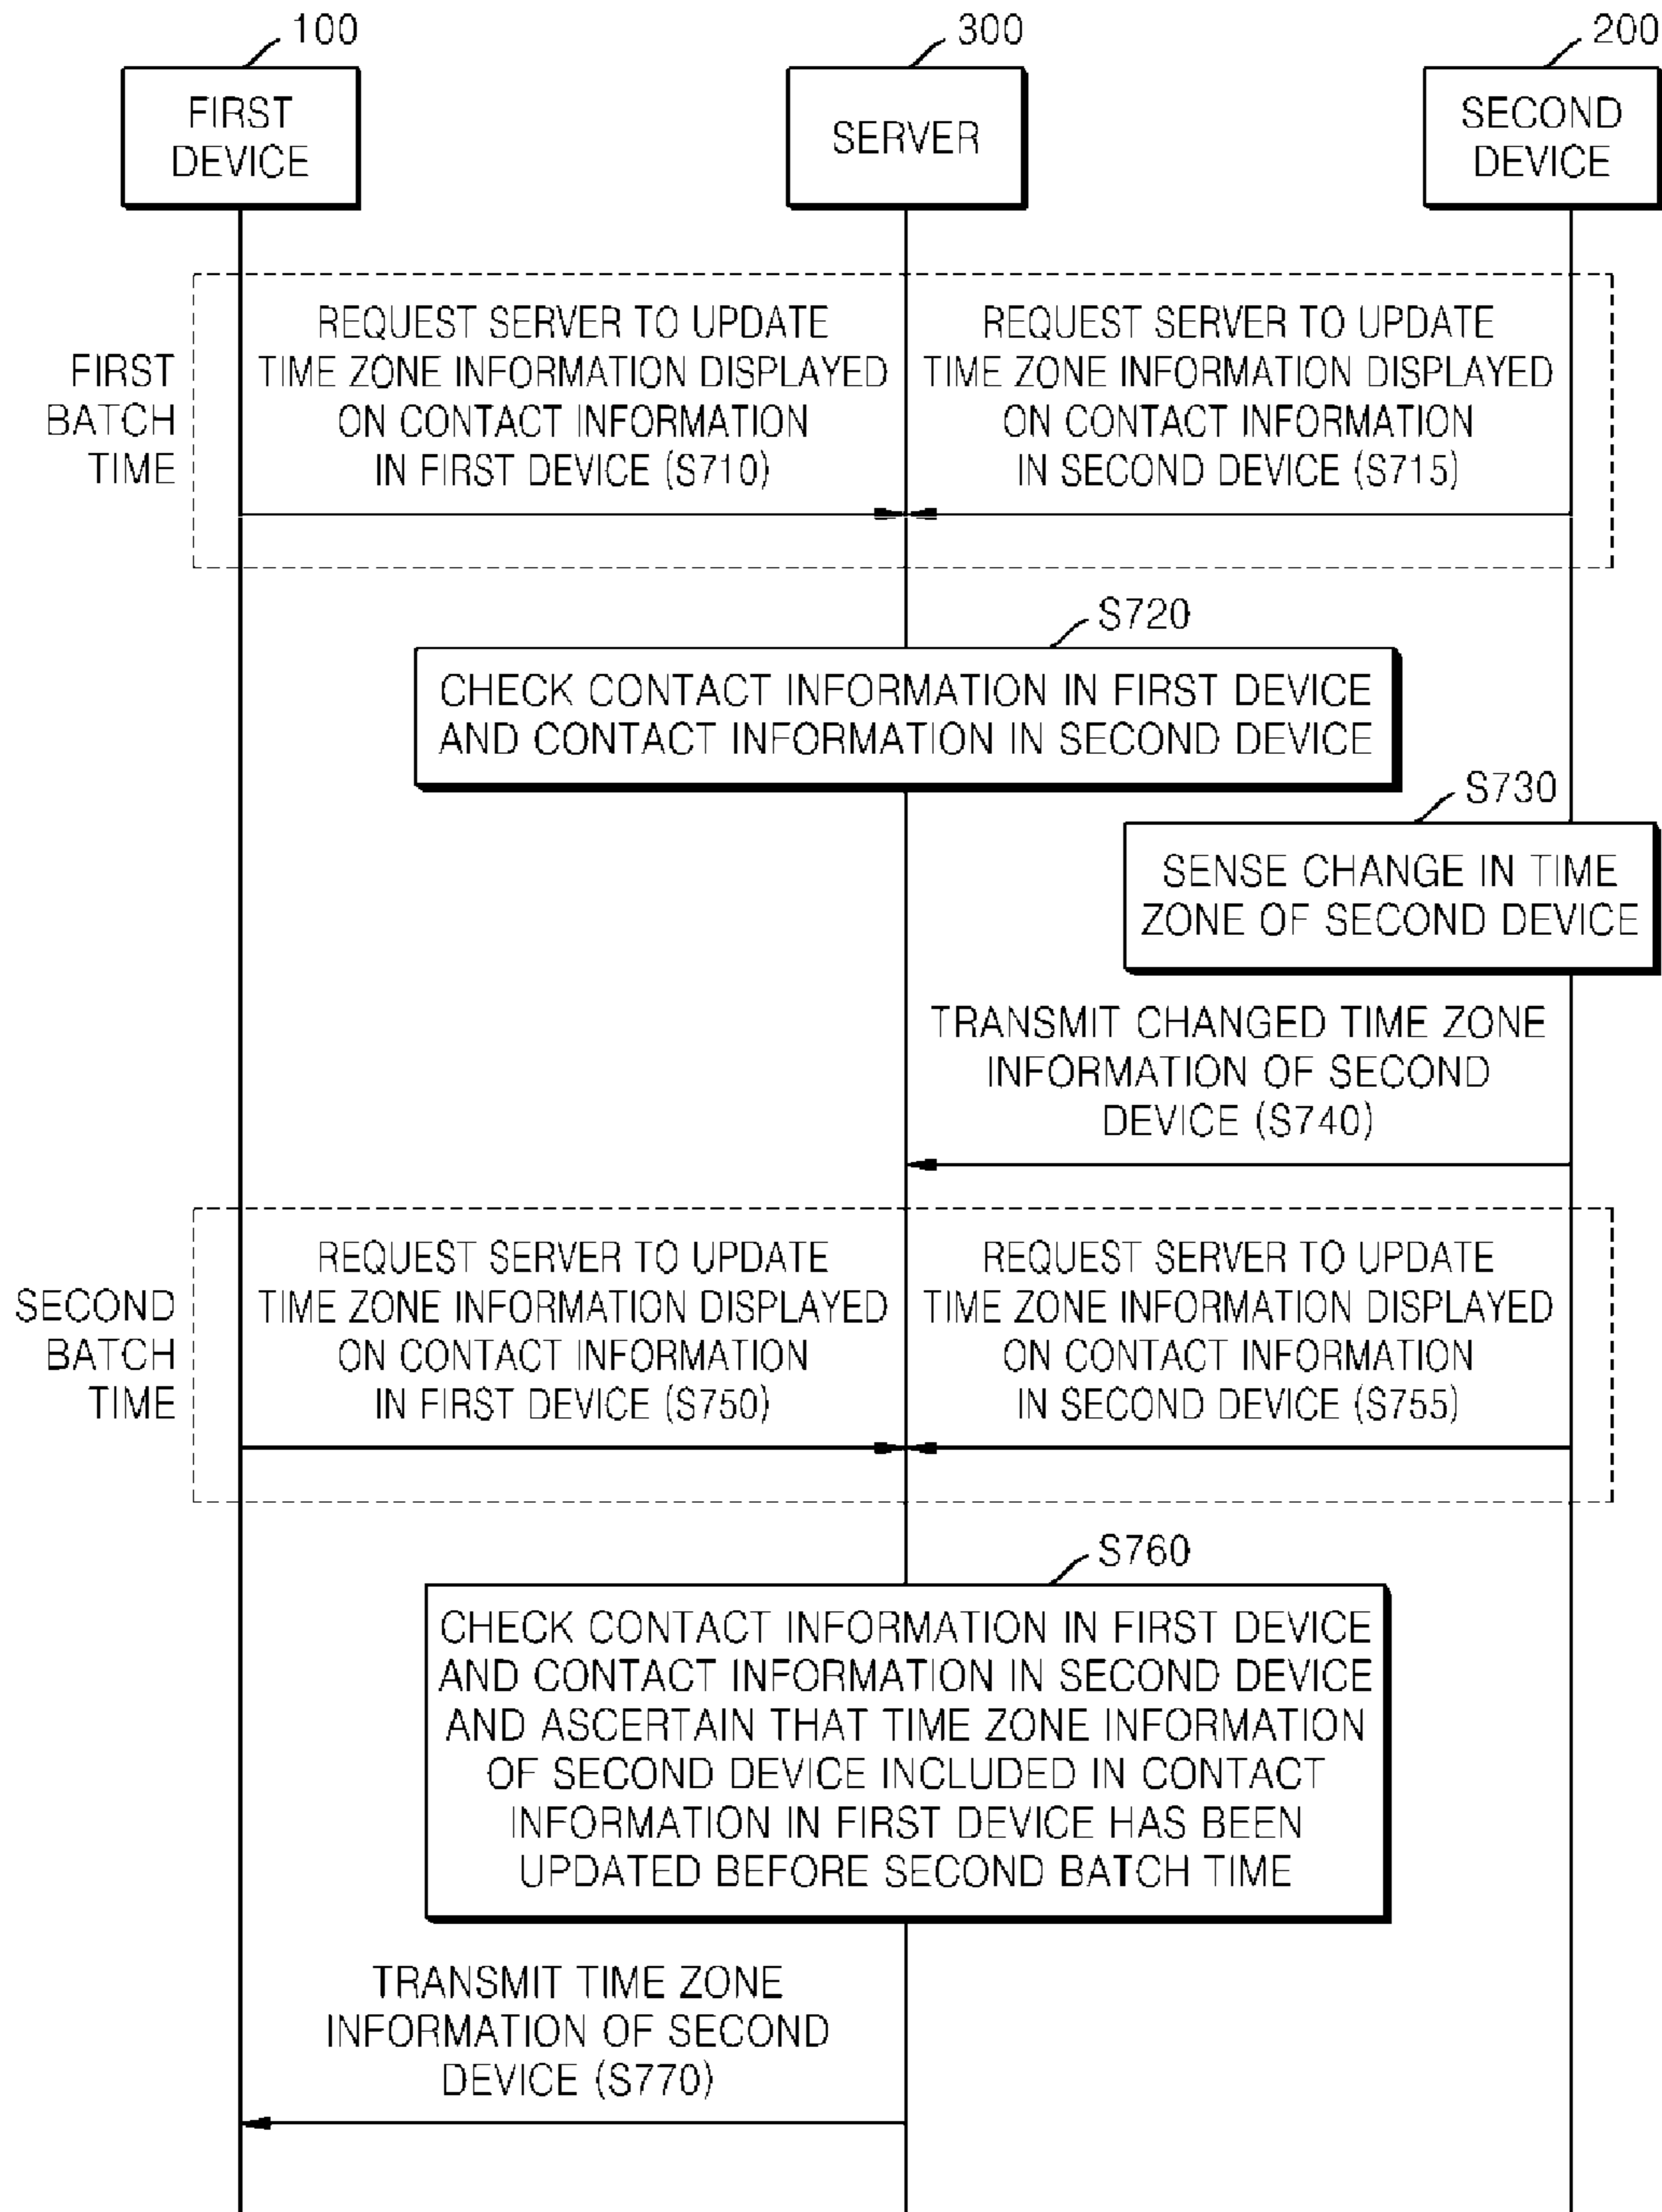 100
300
200
FIRST
DEVICE
SERVER
SECOND
DEVICE
FIRST
BATCH
TIME
REQUEST SERVER TO UPDATE
TIME ZONE INFORMATION DISPLAYED
ON CONTACT INFORMATION
IN FIRST DEVICE (S710)
REQUEST SERVER TO UPDATE
TIME ZONE INFORMATION DISPLAYED
ON CONTACT INFORMATION
IN SECOND DEVICE (S715)
S720
CHECK CONTACT INFORMATION IN FIRST DEVICE
AND CONTACT INFORMATION IN SECOND DEVICE
S730
SENSE CHANGE IN TIME
ZONE OF SECOND DEVICE
TRANSMIT CHANGED TIME ZONE
INFORMATION OF SECOND
DEVICE (S740)
SECOND
BATCH
TIME
REQUEST SERVER TO UPDATE
TIME ZONE INFORMATION DISPLAYED
ON CONTACT INFORMATION
IN FIRST DEVICE (S750)
REQUEST SERVER TO UPDATE
TIME ZONE INFORMATION DISPLAYED
ON CONTACT INFORMATION
IN SECOND DEVICE (S755)
S760
CHECK CONTACT INFORMATION IN FIRST DEVICE
AND CONTACT INFORMATION IN SECOND DEVICE
AND ASCERTAIN THAT TIME ZONE INFORMATION
OF SECOND DEVICE INCLUDED IN CONTACT
INFORMATION IN FIRST DEVICE HAS BEEN
UPDATED BEFORE SECOND BATCH TIME
TRANSMIT TIME ZONE
INFORMATION OF SECOND
DEVICE (S770)